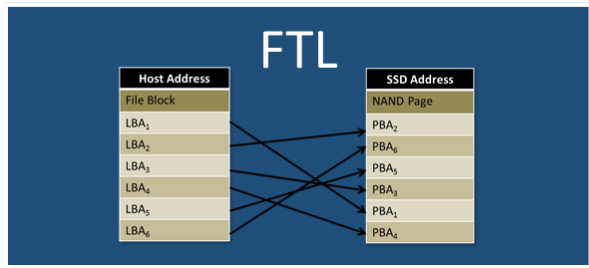 FTL
Host Address
File Block
LBA₁
LBA₂
LBA₃
LBA₄
LBA₅
LBA₆
SSD Address
NAND Page
PBA₂
PBA₆
PBA₅
PBA₃
PBA₁
PBA₄